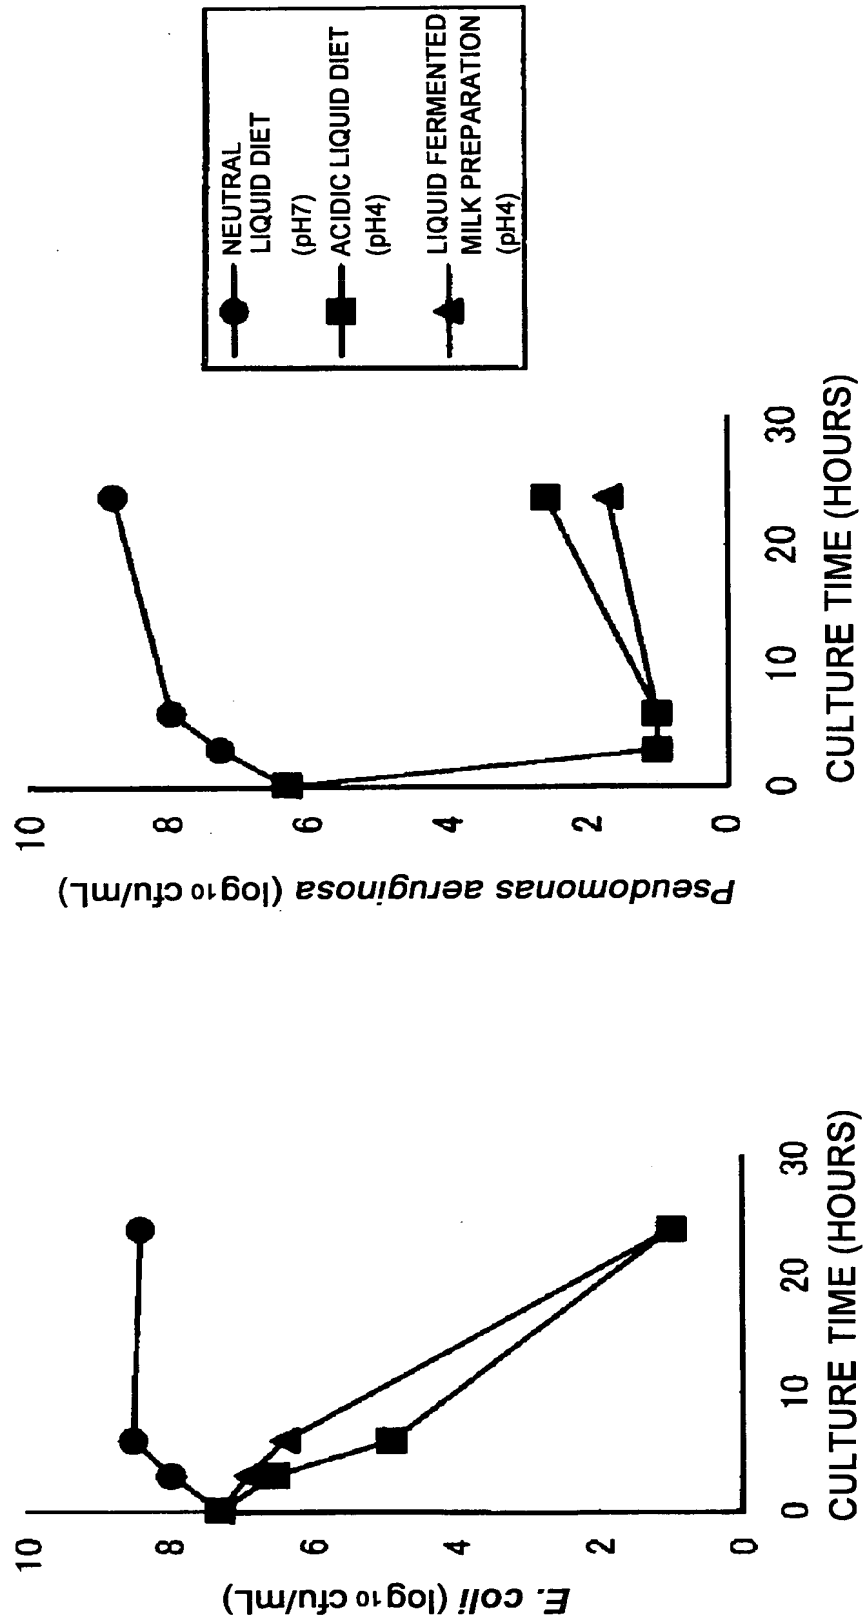 E. coli (log10 cfu/mL)
10
8
6
4
2
0
0 10 20 30
CULTURE TIME (HOURS)
Pseudomonas aeruginosa (log10 cfu/mL)
10
8
6
4
2
0
0 10 20 30
CULTURE TIME (HOURS)
NEUTRAL
LIQUID DIET
(pH7)
ACIDIC LIQUID DIET
(pH4)
LIQUID FERMENTED
MILK PREPARATION
(pH4)